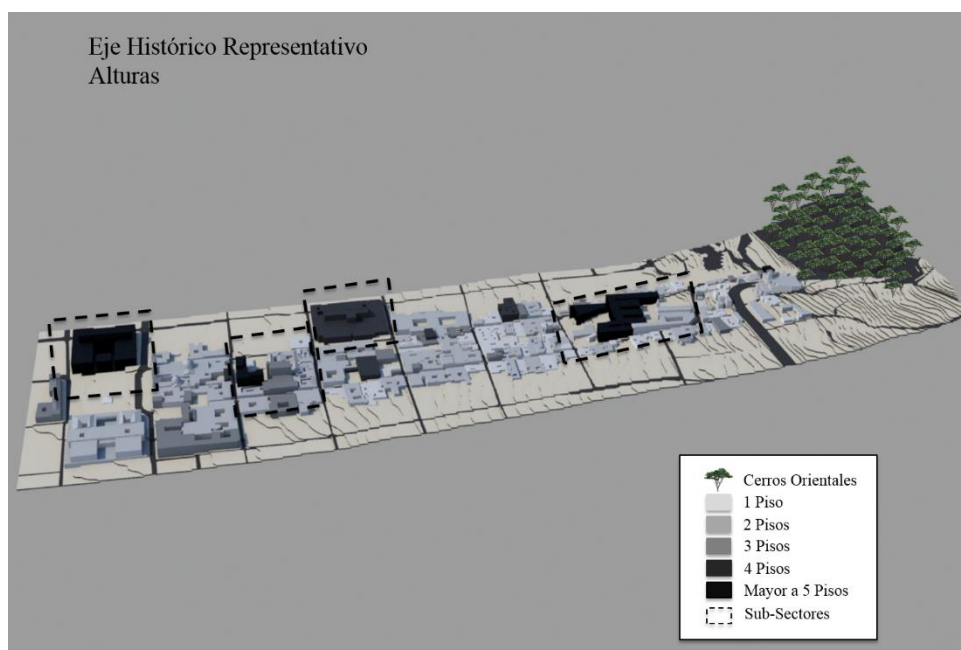 Eje Histórico Representativo
Alturas
Cerros Orientales
1 Piso
2 Pisos
3 Pisos
4 Pisos
Mayor a 5 Pisos
Sub-Sectores